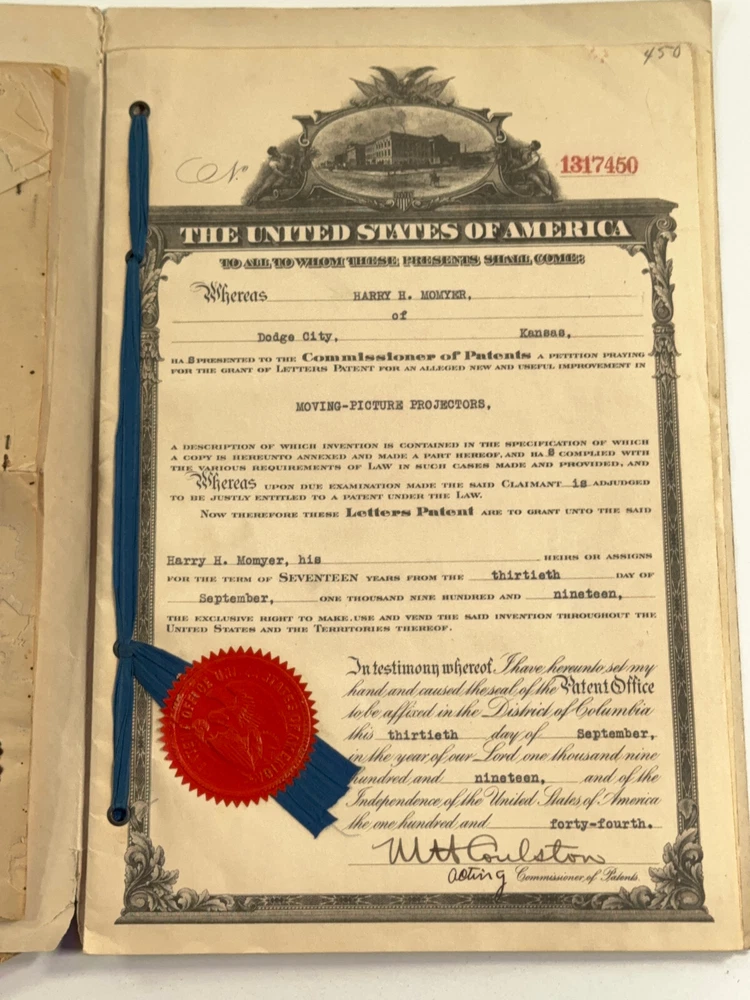 450
No. 1317450
THE UNITED STATES OF AMERICA
TO ALL TO WHOM THESE PRESENTS SHALL COME:
Whereas HARRY H. MOMYER,
of
Dodge City, Kansas,
HAS PRESENTED TO THE Commissioner of Patents A PETITION PRAYING
FOR THE GRANT OF LETTERS PATENT FOR AN ALLEGED NEW AND USEFUL IMPROVEMENT IN
MOVING-PICTURE PROJECTORS,
A DESCRIPTION OF WHICH INVENTION IS CONTAINED IN THE SPECIFICATION OF WHICH
A COPY IS HEREUNTO ANNEXED AND MADE A PART HEREOF, AND HAS COMPLIED WITH
THE VARIOUS REQUIREMENTS OF LAW IN SUCH CASES MADE AND PROVIDED, AND
Whereas UPON DUE EXAMINATION MADE THE SAID CLAIMANT is ADJUDGED
TO BE JUSTLY ENTITLED TO A PATENT UNDER THE LAW.
NOW THEREFORE THESE Letters Patent ARE TO GRANT UNTO THE SAID
Harry H. Momyer, his HEIRS OR ASSIGNS
FOR THE TERM OF SEVENTEEN YEARS FROM THE thirtieth DAY OF
September, ONE THOUSAND NINE HUNDRED AND nineteen,
THE EXCLUSIVE RIGHT TO MAKE, USE AND VEND THE SAID INVENTION THROUGHOUT THE
UNITED STATES AND THE TERRITORIES THEREOF.
In testimony whereof I have hereunto set my
hand and caused the seal of the Patent Office
to be affixed in the District of Columbia
this thirtieth day of September,
in the year of our Lord one thousand nine
hundred and nineteen, and of the
Independence of the United States of America
the one hundred and forty-fourth.
M H Coulston
acting Commissioner of Patents.